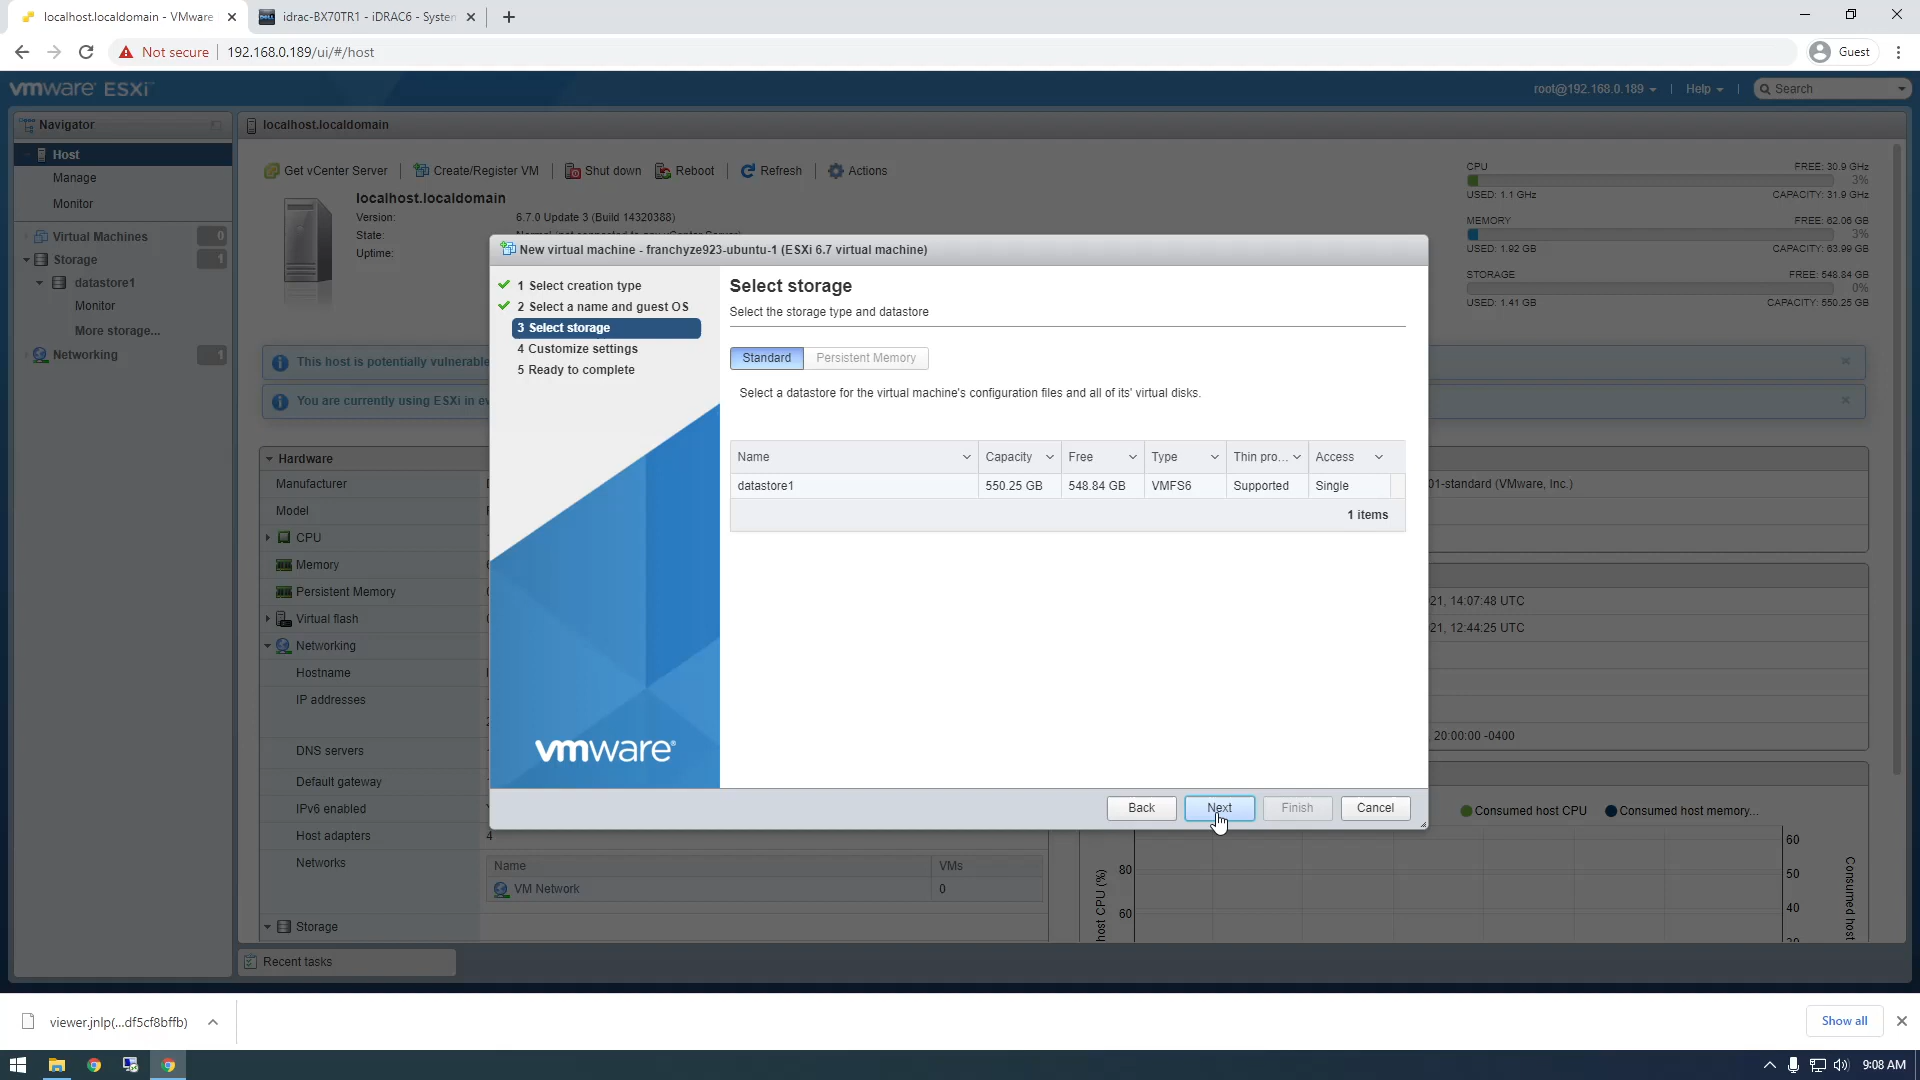 localhost.localdomain - VMware
idrac-BX70TR1 - iDRAC6 - System
Not secure
192.168.0.189/ui/#/host
Guest
vmware ESXi
root@192.168.0.189
Help
Search
Navigator
Host
Manage
Monitor
Virtual Machines
0
Storage
1
datastore1
Monitor
More storage...
Networking
1
localhost.localdomain
Get vCenter Server
Create/Register VM
Shut down
Reboot
Refresh
Actions
localhost.localdomain
Version:
6.7.0 Update 3 (Build 14320388)
State:
Uptime:
CPU
FREE: 30.9 GHz
3%
USED: 1.1 GHz
CAPACITY: 31.9 GHz
MEMORY
FREE: 62.06 GB
3%
USED: 1.92 GB
CAPACITY: 63.99 GB
STORAGE
FREE: 548.84 GB
0%
USED: 1.41 GB
CAPACITY: 550.25 GB
This host is potentially vulnerable
You are currently using ESXi in ev
Hardware
Manufacturer
Model
CPU
Memory
Persistent Memory
Virtual flash
Networking
Hostname
IP addresses
DNS servers
Default gateway
IPv6 enabled
Host adapters
4
Networks
Name
VMs
VM Network
0
Storage
01-standard (VMware, Inc.)
21, 14:07:48 UTC
21, 12:44:25 UTC
20:00:00 -0400
Consumed host CPU
Consumed host memory...
80
60
60
50
40
host CPU (%)
Consumed host
Recent tasks
New virtual machine - franchyze923-ubuntu-1 (ESXi 6.7 virtual machine)
1 Select creation type
2 Select a name and guest OS
3 Select storage
4 Customize settings
5 Ready to complete
vmware
Select storage
Select the storage type and datastore
Standard
Persistent Memory
Select a datastore for the virtual machine's configuration files and all of its' virtual disks.
Name
Capacity
Free
Type
Thin pro...
Access
datastore1
550.25 GB
548.84 GB
VMFS6
Supported
Single
1 items
Back
Next
Finish
Cancel
viewer.jnlp(...df5cf8bffb)
Show all
9:08 AM